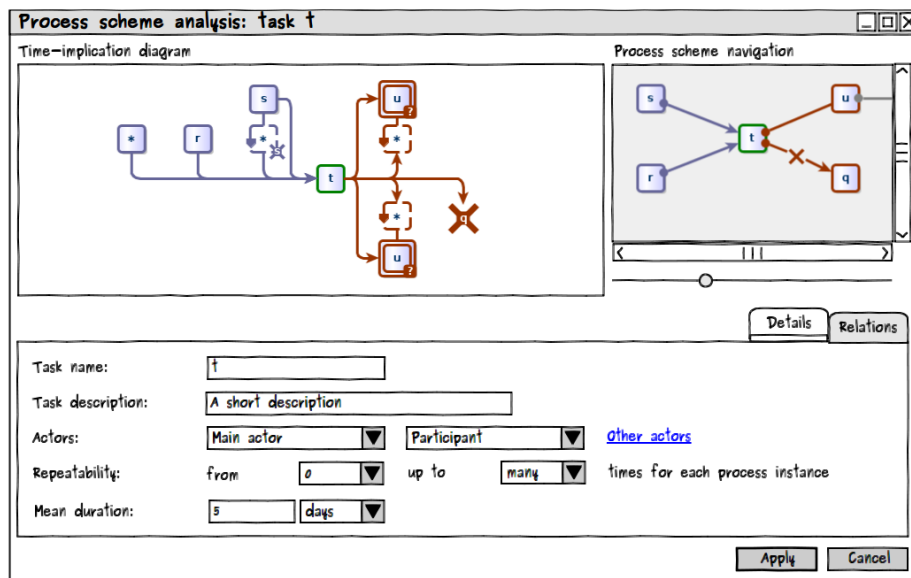 Process scheme analysis: task t
Time-implication diagram
Process scheme navigation
s
u
?
*
r
*
s
*
t
*
q
u
?
s
u
t
r
q
Details
Relations
Task name:
t
Task description:
A short description
Actors:
Main actor
Participant
Other actors
Repeatability:
from
0
up to
many
times for each process instance
Mean duration:
5
days
Apply
Cancel